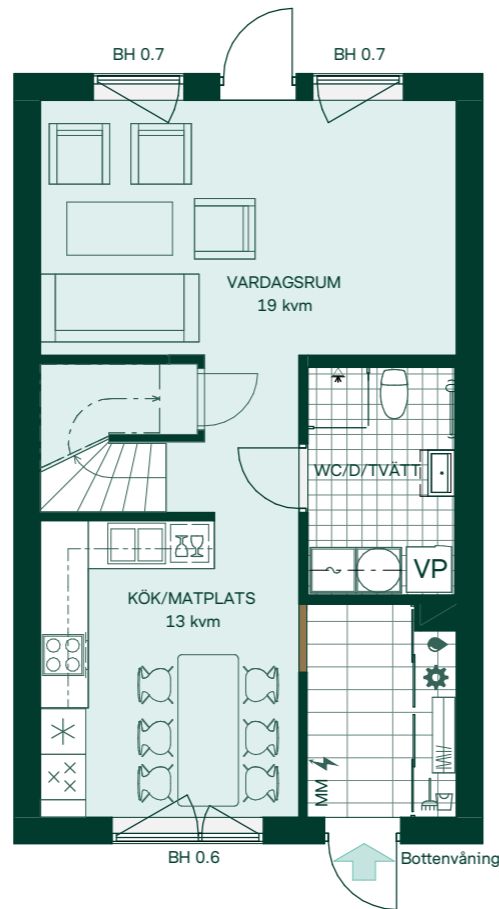 BH 0.7
BH 0.7
VARDAGSRUM
19 kvm
WC/D/TVÄTT
VP
KÖK/MATPLATS
13 kvm
MM
BH 0.6
Bottenvåning